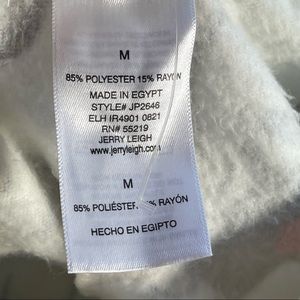 M
85% POLYESTER 15% RAYON
MADE IN EGYPT
STYLE# JP2646
ELH IR4901 0821
RN# 55219
JERRY LEIGH
www.jerryleigh.com
M
85% POLIÉSTER, % RAYÓN
HECHO EN EGIPTO